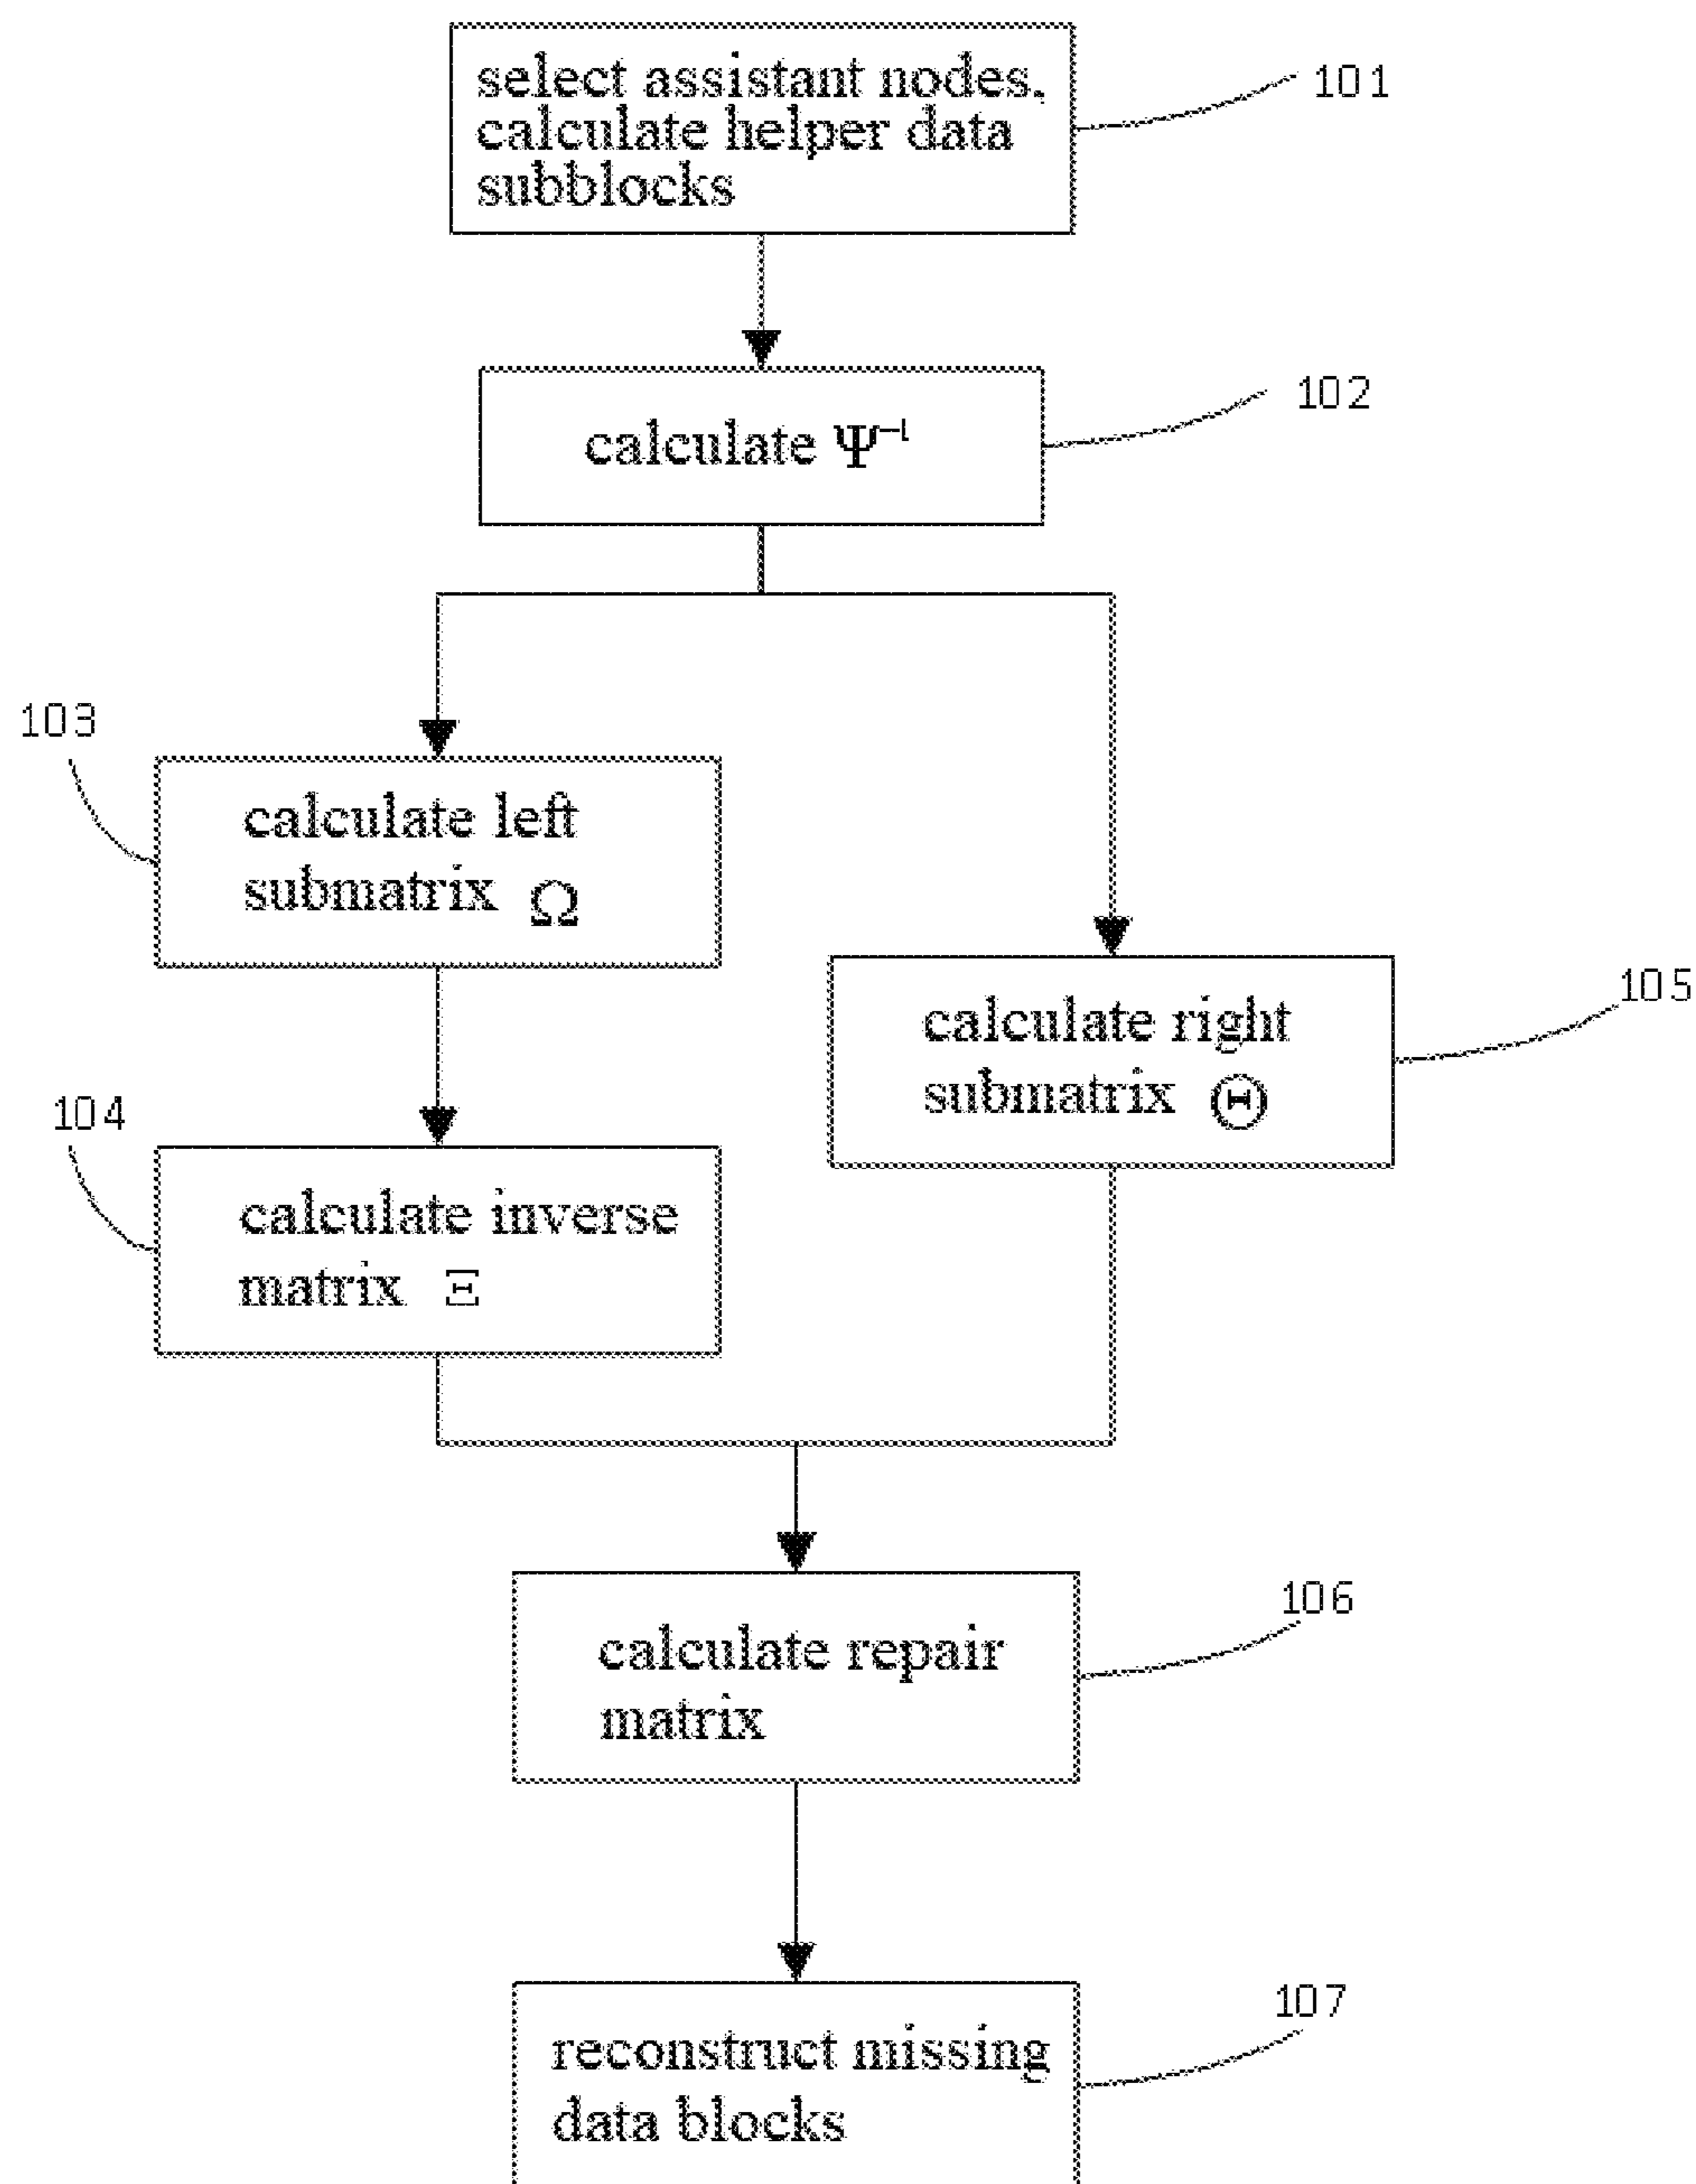 select assistant nodes,
calculate helper data
subblocks
101
calculate Ψ⁻¹
102
103
calculate left
submatrix Ω
calculate right
submatrix Θ
105
104
calculate inverse
matrix Ξ
calculate repair
matrix
106
reconstruct missing
data blocks
107